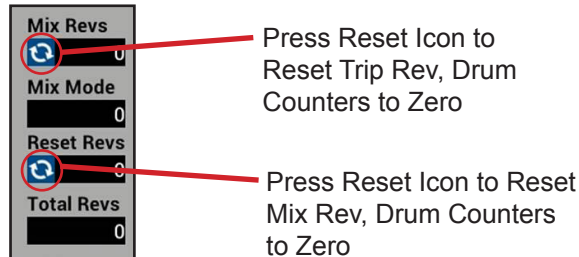 Mix Revs
0
Mix Mode
0
Reset Revs
0
Total Revs
0
Press Reset Icon to
Reset Trip Rev, Drum
Counters to Zero
Press Reset Icon to Reset
Mix Rev, Drum Counters
to Zero